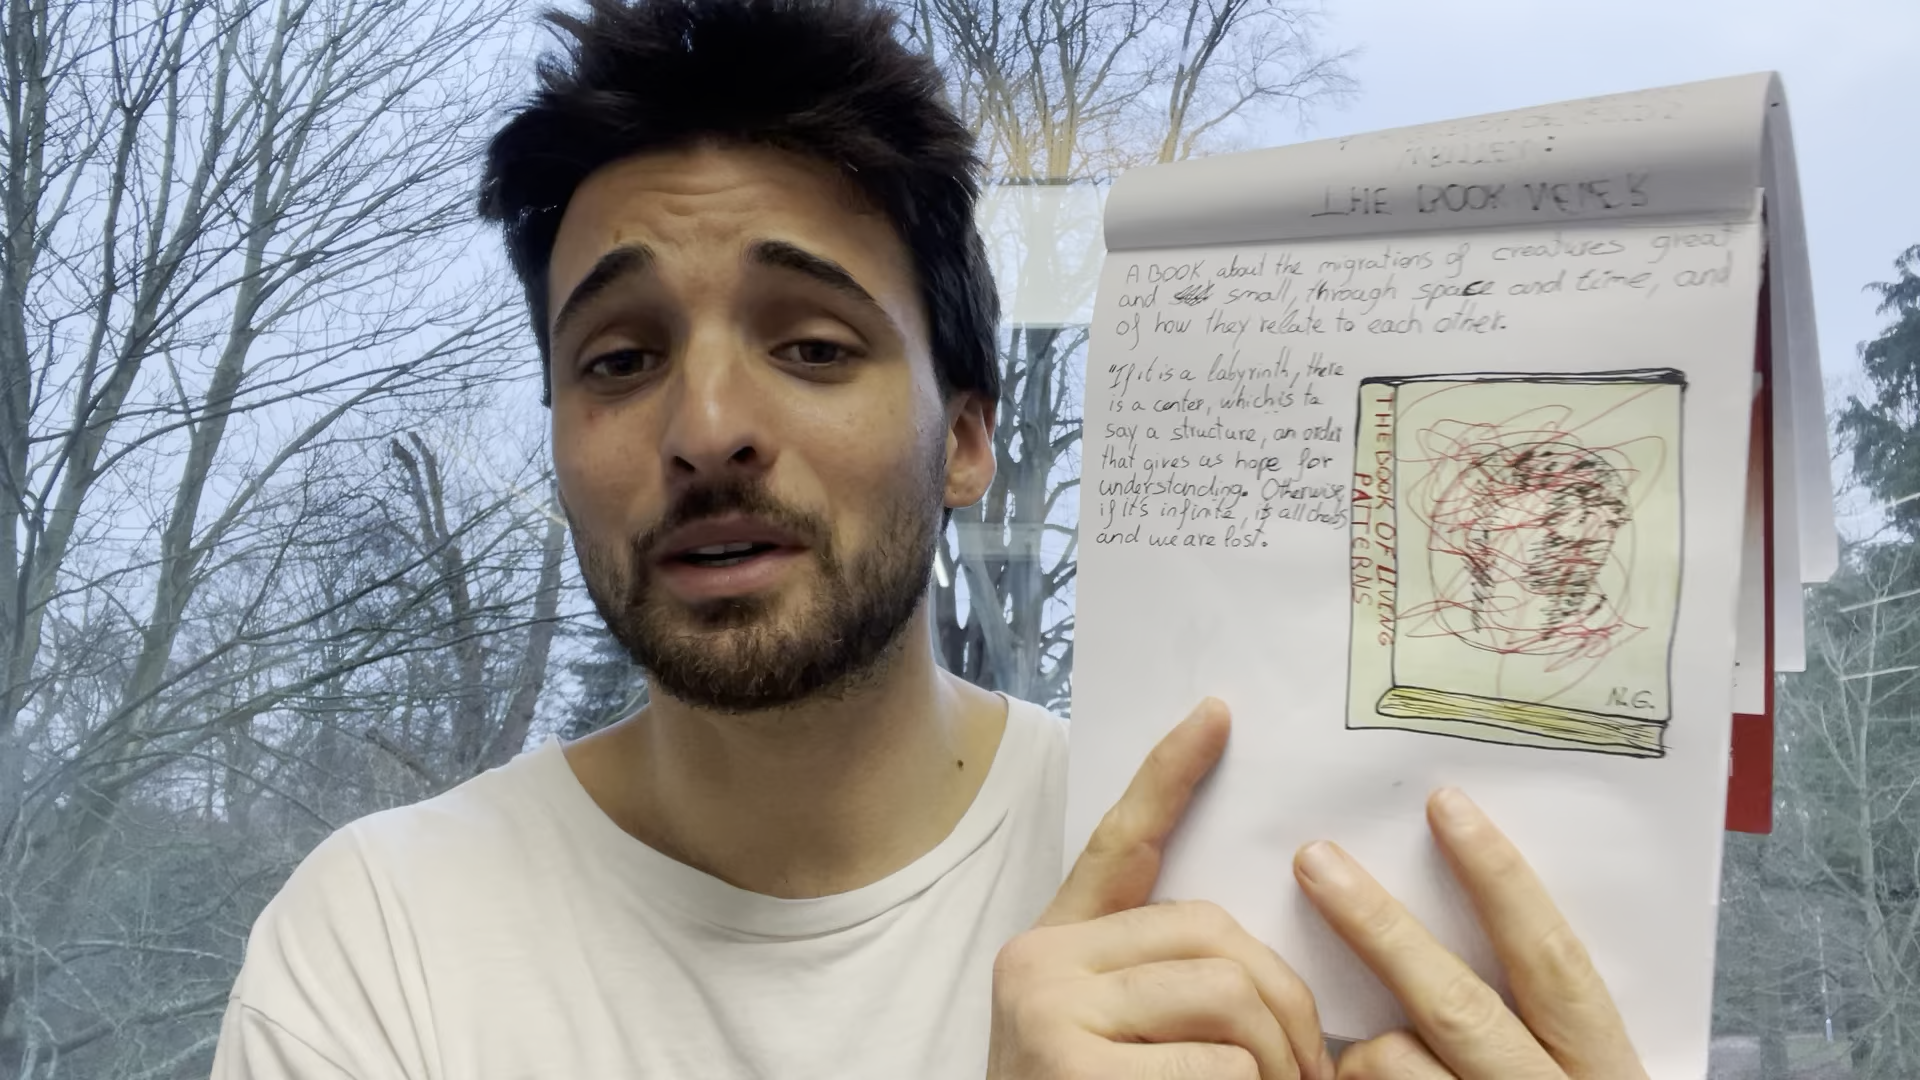 THE BOOK
A BOOK about the migrations of creatures great
and small, through space and time, and
of how they relate to each other.
"If it is a labyrinth, there
is a center, which is to
say a structure, an order
that gives us hope for
understanding. Otherwise,
if it's infinite, it's all chaos
and we are lost.
THE BOOK OF LIVING
PATTERNS
N.G.